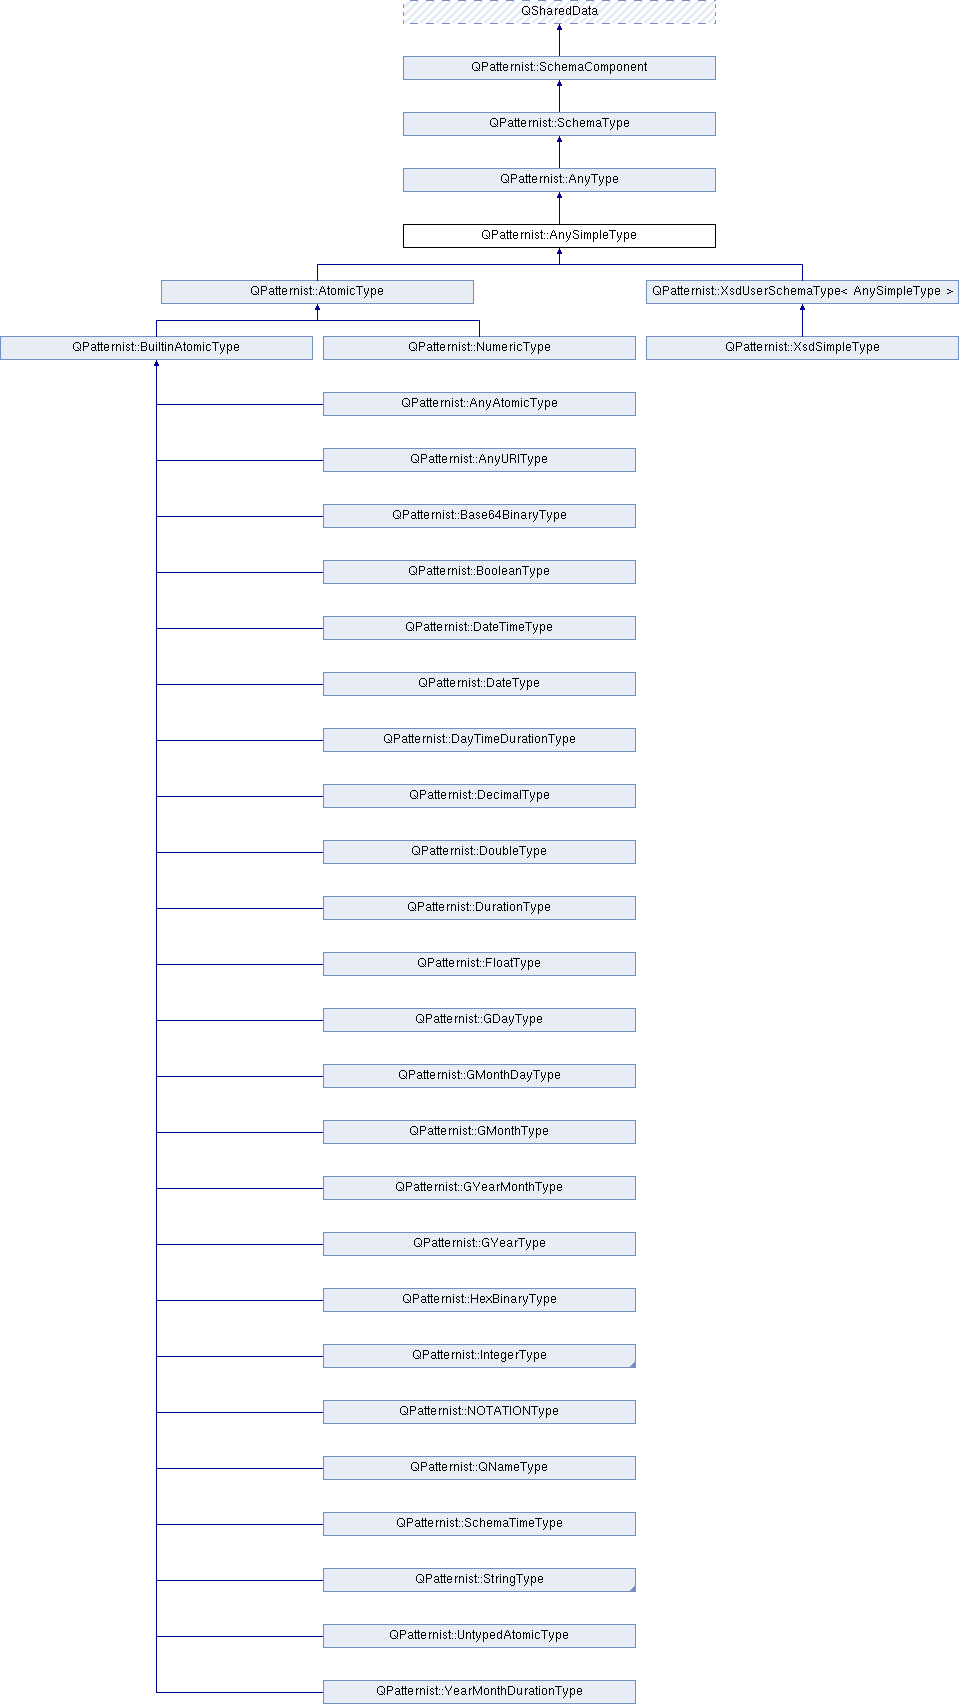 QSharedData
QPatternist::SchemaComponent
QPatternist::SchemaType
QPatternist::AnyType
QPatternist::AnySimpleType
QPatternist::AtomicType
QPatternist::XsdUserSchemaType< AnySimpleType >
QPatternist::BuiltinAtomicType
QPatternist::NumericType
QPatternist::XsdSimpleType
QPatternist::AnyAtomicType
QPatternist::AnyURIType
QPatternist::Base64BinaryType
QPatternist::BooleanType
QPatternist::DateTimeType
QPatternist::DateType
QPatternist::DayTimeDurationType
QPatternist::DecimalType
QPatternist::DoubleType
QPatternist::DurationType
QPatternist::FloatType
QPatternist::GDayType
QPatternist::GMonthDayType
QPatternist::GMonthType
QPatternist::GYearMonthType
QPatternist::GYearType
QPatternist::HexBinaryType
QPatternist::IntegerType
QPatternist::NOTATIONType
QPatternist::QNameType
QPatternist::SchemaTimeType
QPatternist::StringType
QPatternist::UntypedAtomicType
QPatternist::YearMonthDurationType